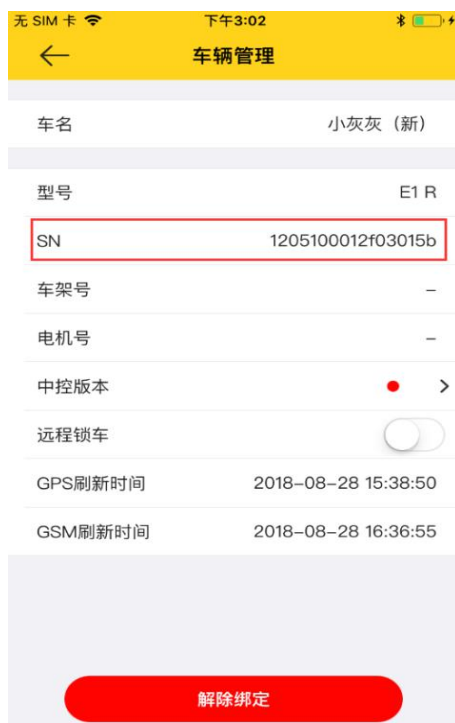 无 SIM 卡 下午3:02
车辆管理
车名 小灰灰（新）
型号 E1 R
SN 1205100012f03015b
车架号 –
电机号 –
中控版本
远程锁车
GPS刷新时间 2018–08–28 15:38:50
GSM刷新时间 2018–08–28 16:36:55
解除绑定